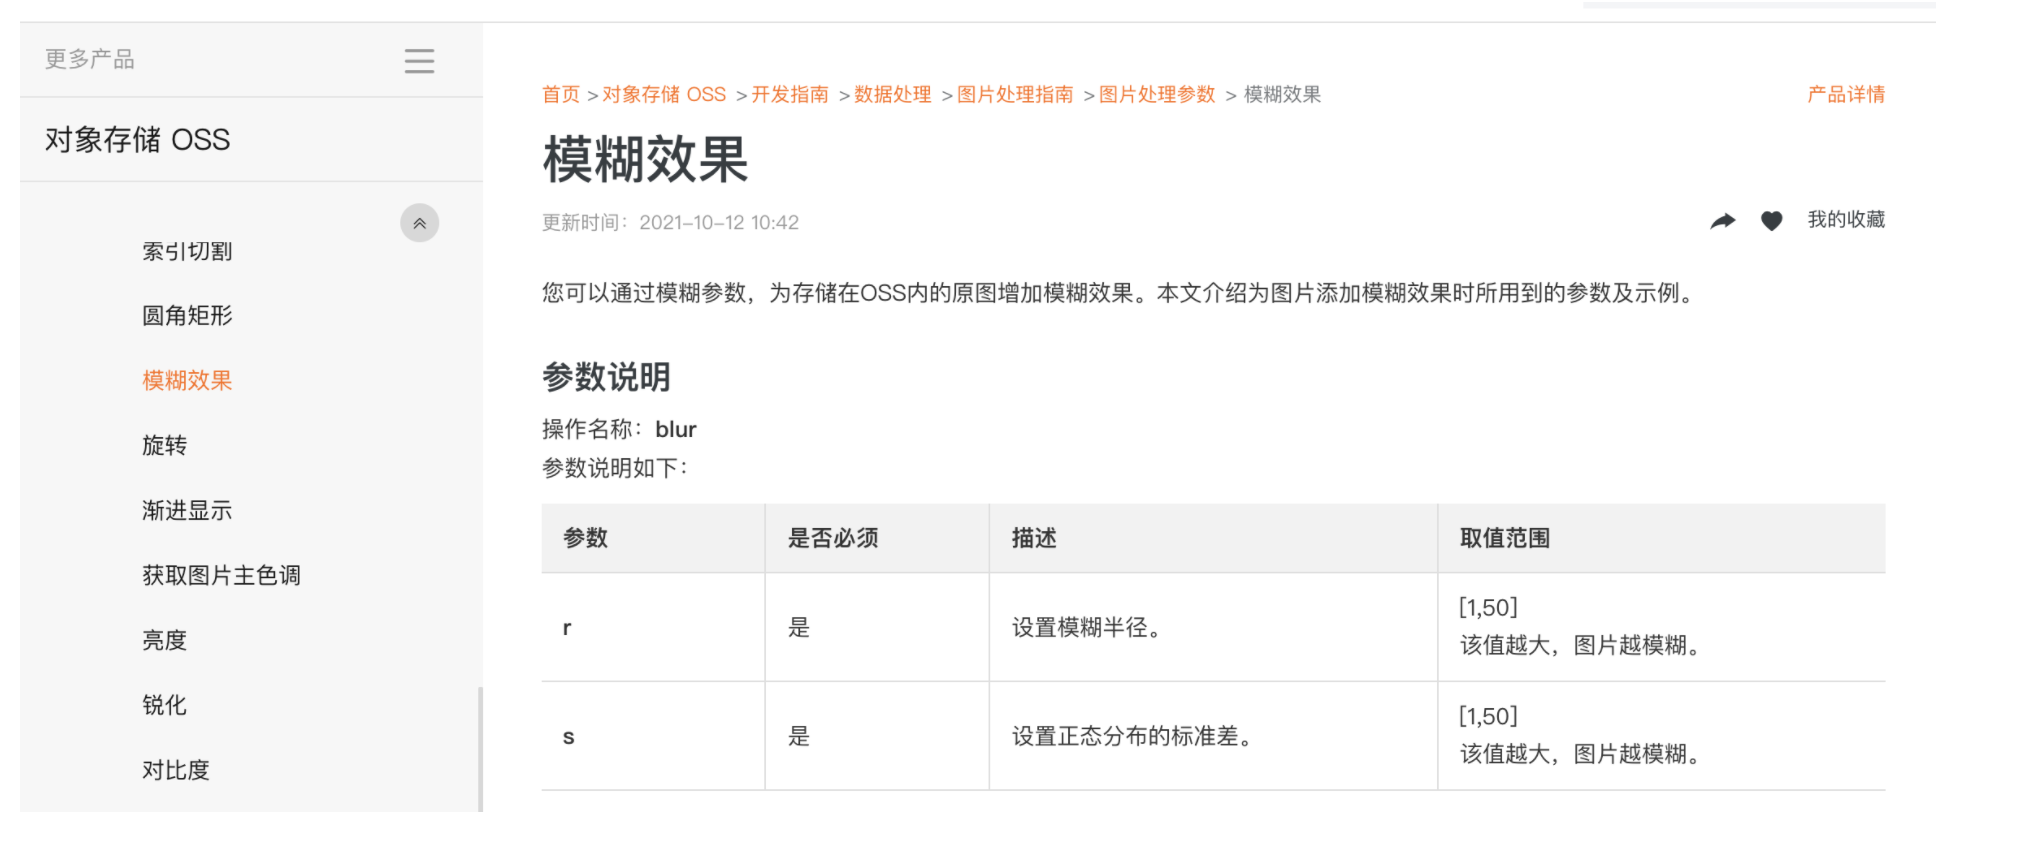 更多产品
对象存储 OSS
索引切割
圆角矩形
模糊效果
旋转
渐进显示
获取图片主色调
亮度
锐化
对比度
首页 >对象存储 OSS >开发指南 >数据处理 >图片处理指南 >图片处理参数 > 模糊效果
产品详情
模糊效果
更新时间：2021-10-12 10:42
我的收藏
您可以通过模糊参数，为存储在OSS内的原图增加模糊效果。本文介绍为图片添加模糊效果时所用到的参数及示例。
参数说明
操作名称：blur
参数说明如下：
参数 是否必须 描述 取值范围
r 是 设置模糊半径。 [1,50]
该值越大，图片越模糊。
s 是 设置正态分布的标准差。 [1,50]
该值越大，图片越模糊。